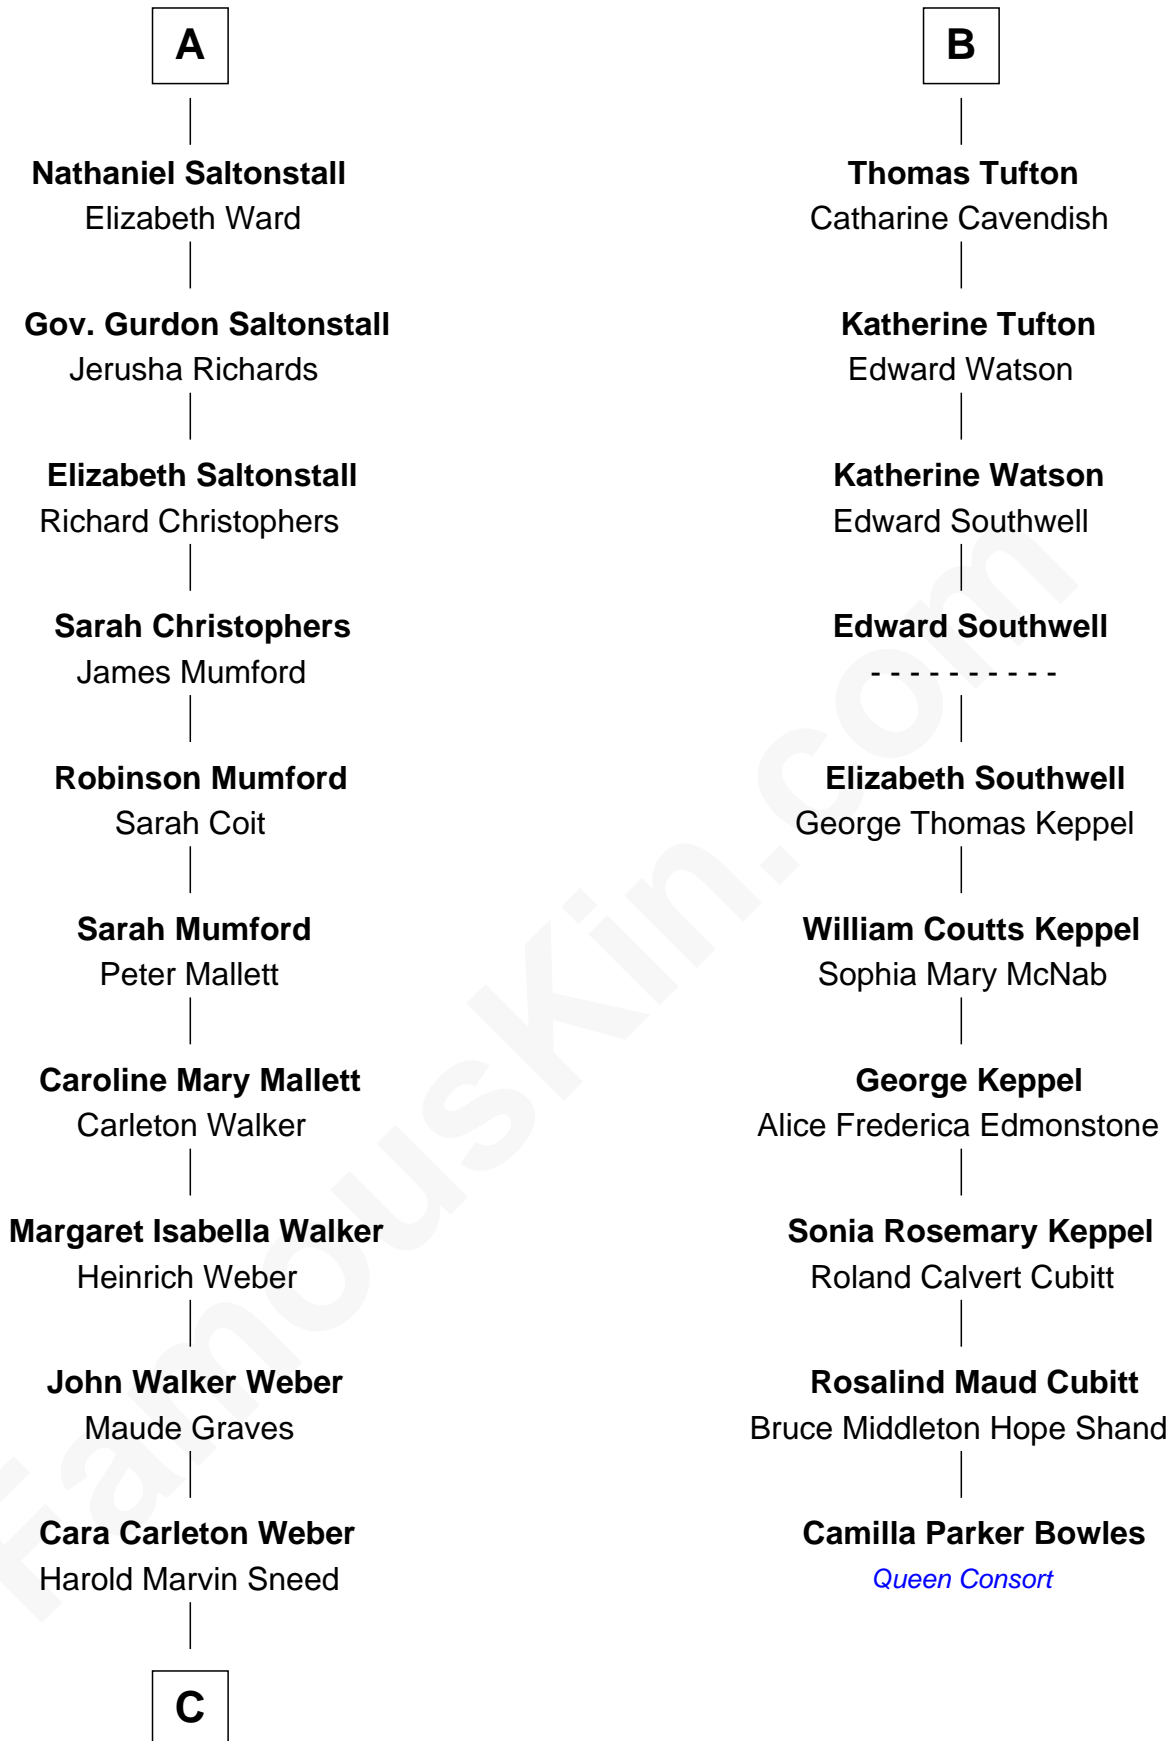 A
Nathaniel Saltonstall
Elizabeth Ward
Gov. Gurdon Saltonstall
Jerusha Richards
Elizabeth Saltonstall
Richard Christophers
Sarah Christophers
James Mumford
Robinson Mumford
Sarah Coit
Sarah Mumford
Peter Mallett
Caroline Mary Mallett
Carleton Walker
Margaret Isabella Walker
Heinrich Weber
John Walker Weber
Maude Graves
Cara Carleton Weber
Harold Marvin Sneed
C
B
Thomas Tufton
Catharine Cavendish
Katherine Tufton
Edward Watson
Katherine Watson
Edward Southwell
Edward Southwell
- - - - - - - - - -
Elizabeth Southwell
George Thomas Keppel
William Coutts Keppel
Sophia Mary McNab
George Keppel
Alice Frederica Edmonstone
Sonia Rosemary Keppel
Roland Calvert Cubitt
Rosalind Maud Cubitt
Bruce Middleton Hope Shand
Camilla Parker Bowles
Queen Consort
FamousKin.com